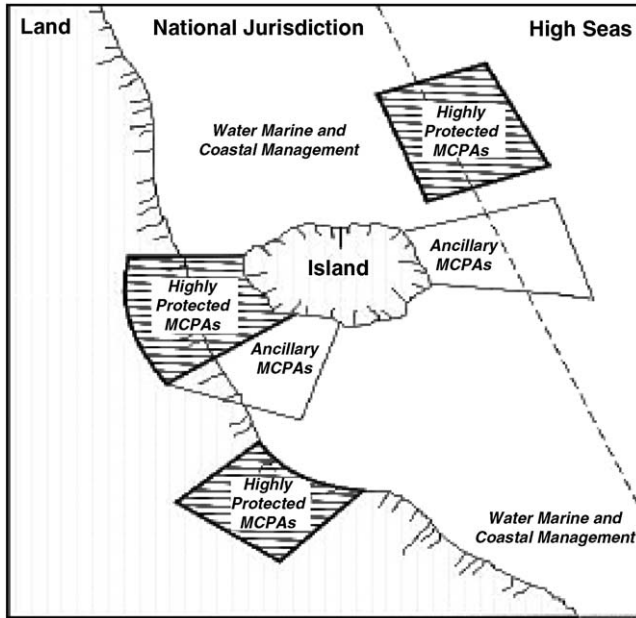 Land
National Jurisdiction
High Seas
Highly
Protected
MCPAs
Water Marine and
Coastal Management
Ancillary
MCPAs
Island
Highly
Protected
MCPAs
Ancillary
MCPAs
Highly
Protected
MCPAs
Water Marine and
Coastal Management